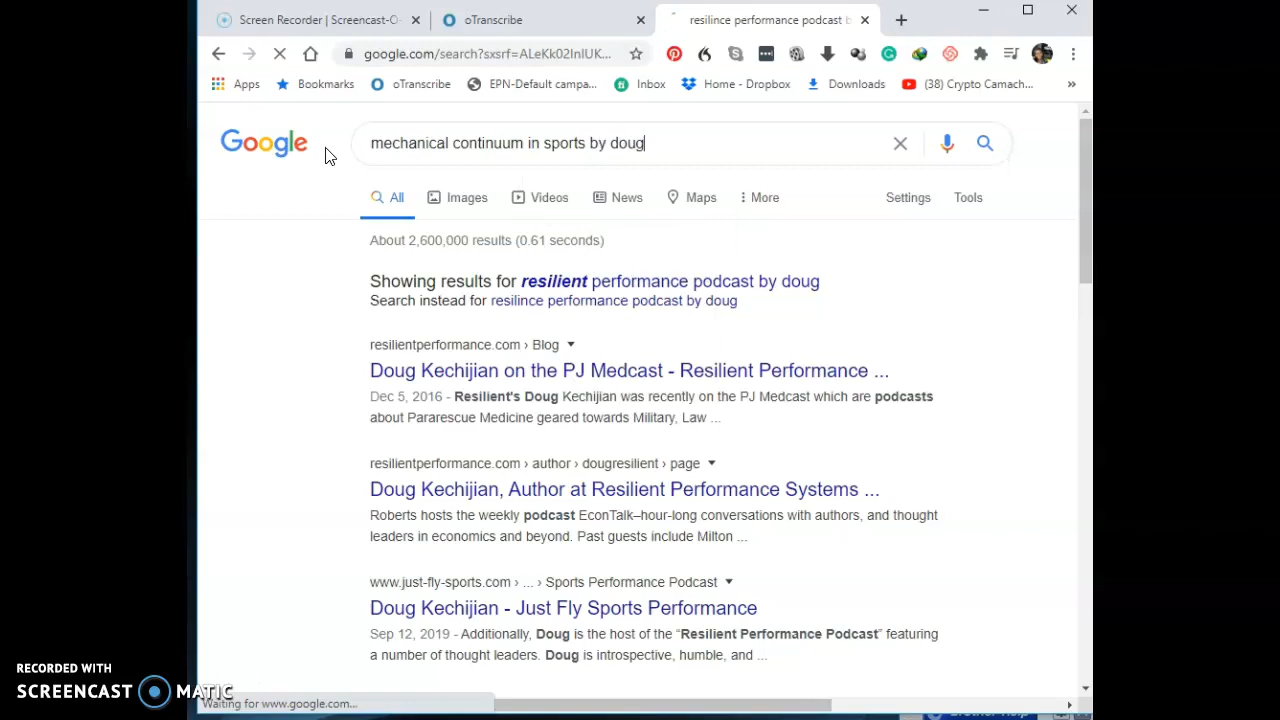 Screen Recorder | Screencast-O-
oTranscribe
resilince performance podcast b
google.com/search?sxsrf=ALeKk02InIUK...
Apps
Bookmarks
oTranscribe
EPN-Default campa...
Inbox
Home - Dropbox
Downloads
(38) Crypto Camach...
»
Google
mechanical continuum in sports by doug
All
Images
Videos
News
Maps
More
Settings
Tools
About 2,600,000 results (0.61 seconds)
Showing results for resilient performance podcast by doug
Search instead for resilince performance podcast by doug
resilientperformance.com › Blog
Doug Kechijian on the PJ Medcast - Resilient Performance ...
Dec 5, 2016 - Resilient's Doug Kechijian was recently on the PJ Medcast which are podcasts
about Pararescue Medicine geared towards Military, Law ...
resilientperformance.com › author › dougresilient › page
Doug Kechijian, Author at Resilient Performance Systems ...
Roberts hosts the weekly podcast EconTalk–hour-long conversations with authors, and thought
leaders in economics and beyond. Past guests include Milton ...
www.just-fly-sports.com › ... › Sports Performance Podcast
Doug Kechijian - Just Fly Sports Performance
Sep 12, 2019 - Additionally, Doug is the host of the “Resilient Performance Podcast” featuring
a number of thought leaders. Doug is introspective, humble, and ...
Waiting for www.google.com...
RECORDED WITH
SCREENCAST MATIC